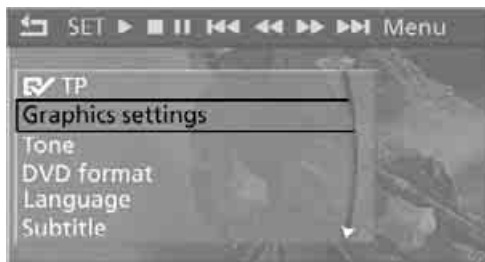 SET Menu
TP
Graphics settings
Tone
DVD format
Language
Subtitle